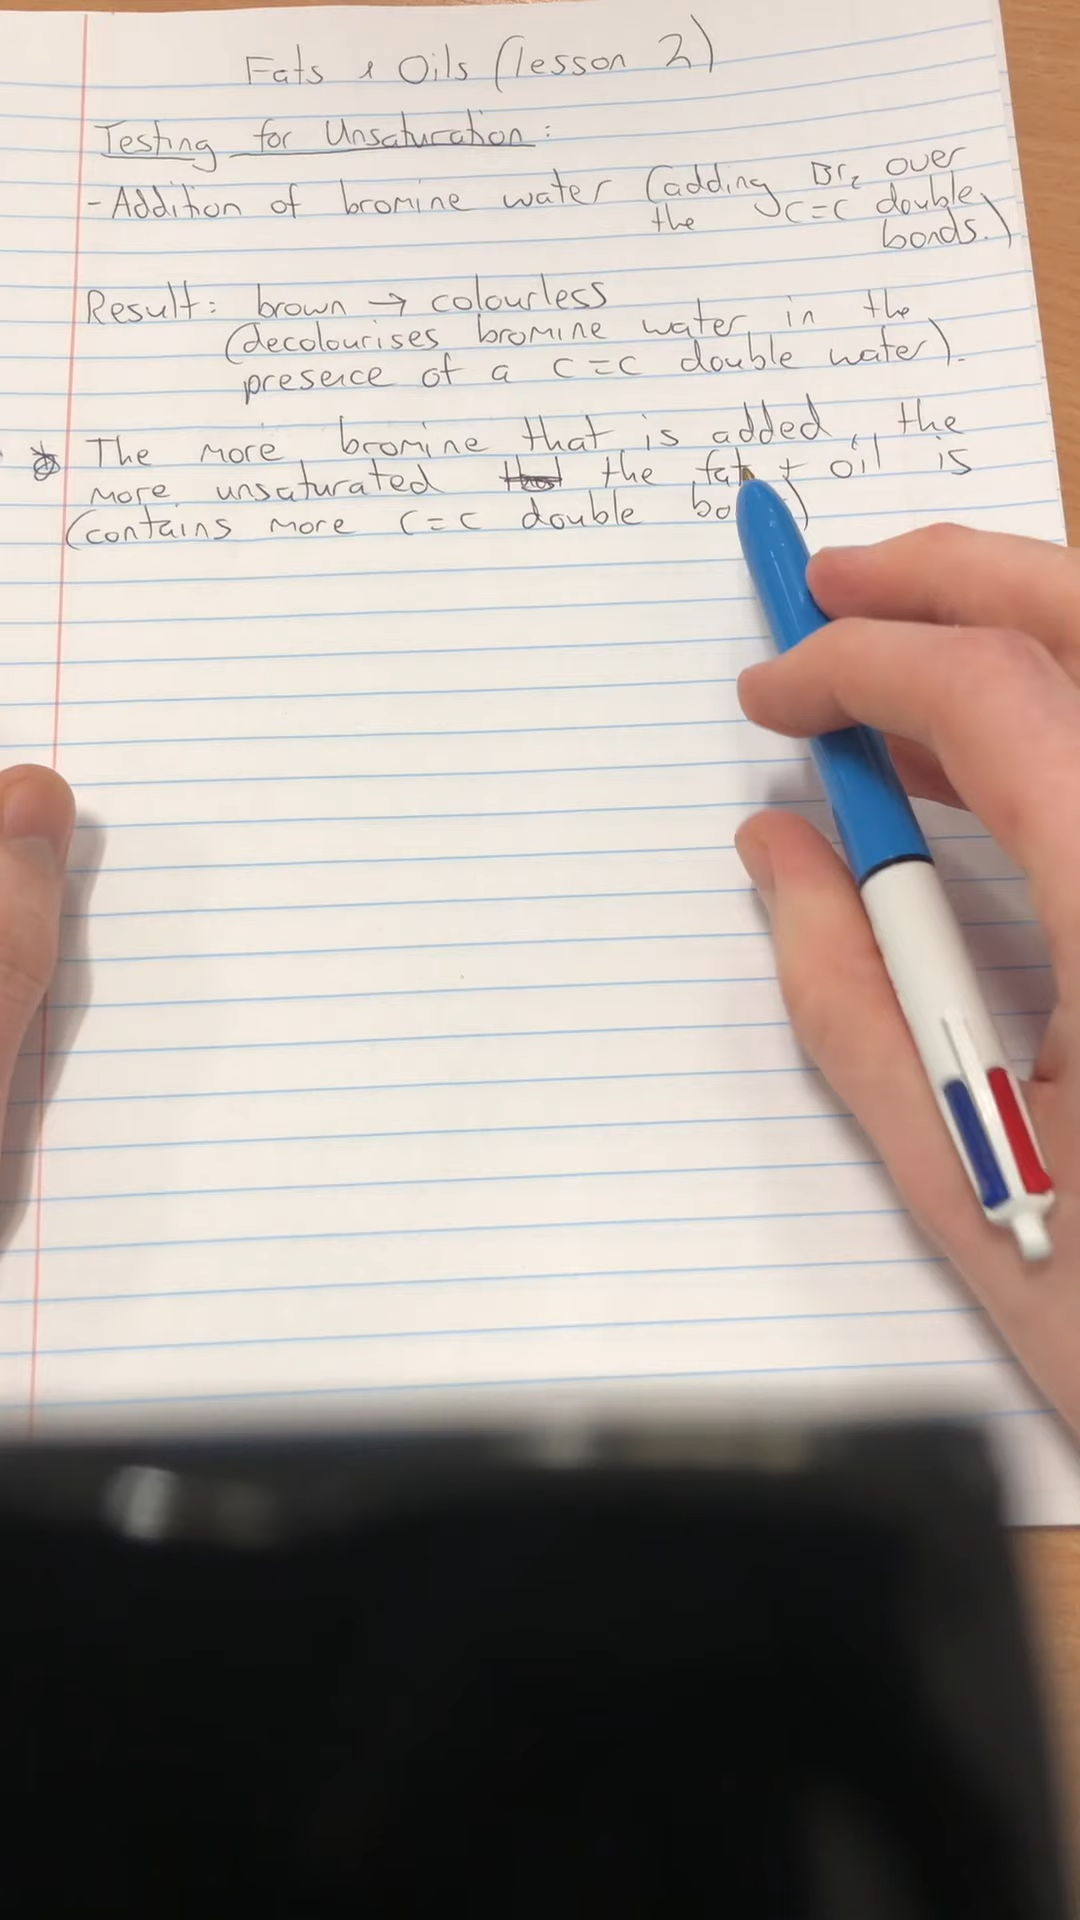 Fats & Oils (lesson 2)
Testing for Unsaturation:
- Addition of bromine water (adding Br₂ over
the C=C double
bonds.)
Result: brown → colourless
(decolourises bromine water in the
presence of a C=C double water).
* The more bromine that is added, the
more unsaturated the fat + oil is
(contains more C=C double